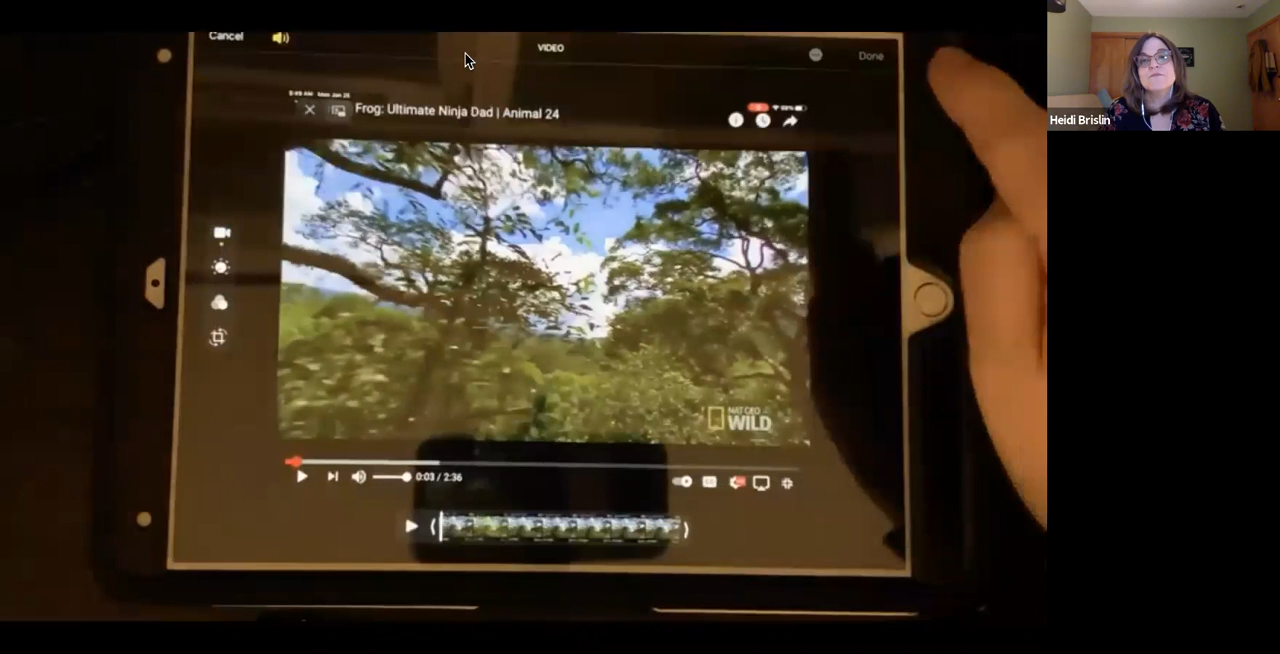 Cancel
VIDEO
Done
Frog: Ultimate Ninja Dad | Animal 24
Heidi Brislin
NAT GEO
WILD
0:03 / 2:36